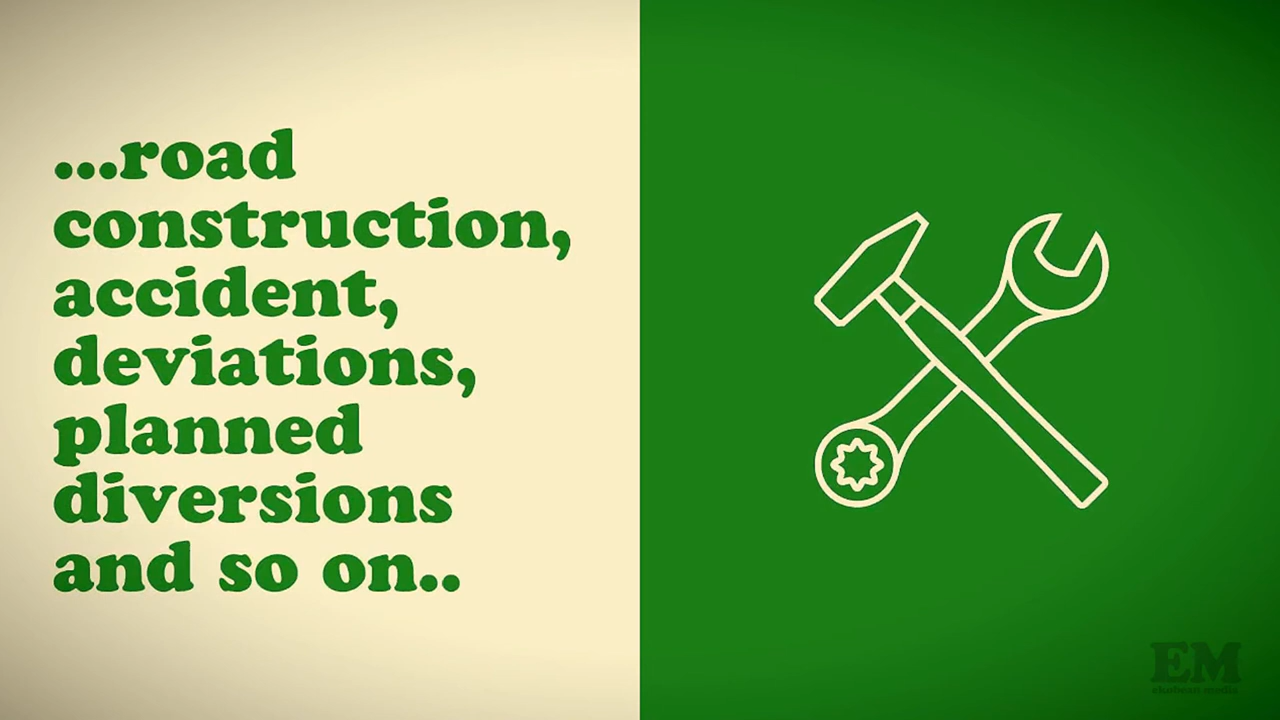 ...road
construction,
accident,
deviations,
planned
diversions
and so on..
EM